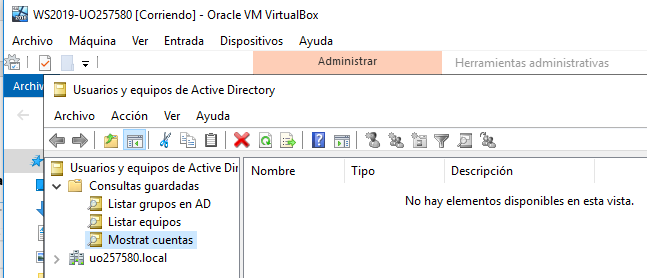 WS2019-UO257580 [Corriendo] - Oracle VM VirtualBox
Archivo Máquina Ver Entrada Dispositivos Ayuda
Administrar
Herramientas administrativas
Archiv
Usuarios y equipos de Active Directory
Archivo Acción Ver Ayuda
Usuarios y equipos de Active Direc
Nombre Tipo Descripción
Consultas guardadas
Listar grupos en AD
No hay elementos disponibles en esta vista.
Listar equipos
Mostrat cuentas
uo257580.local